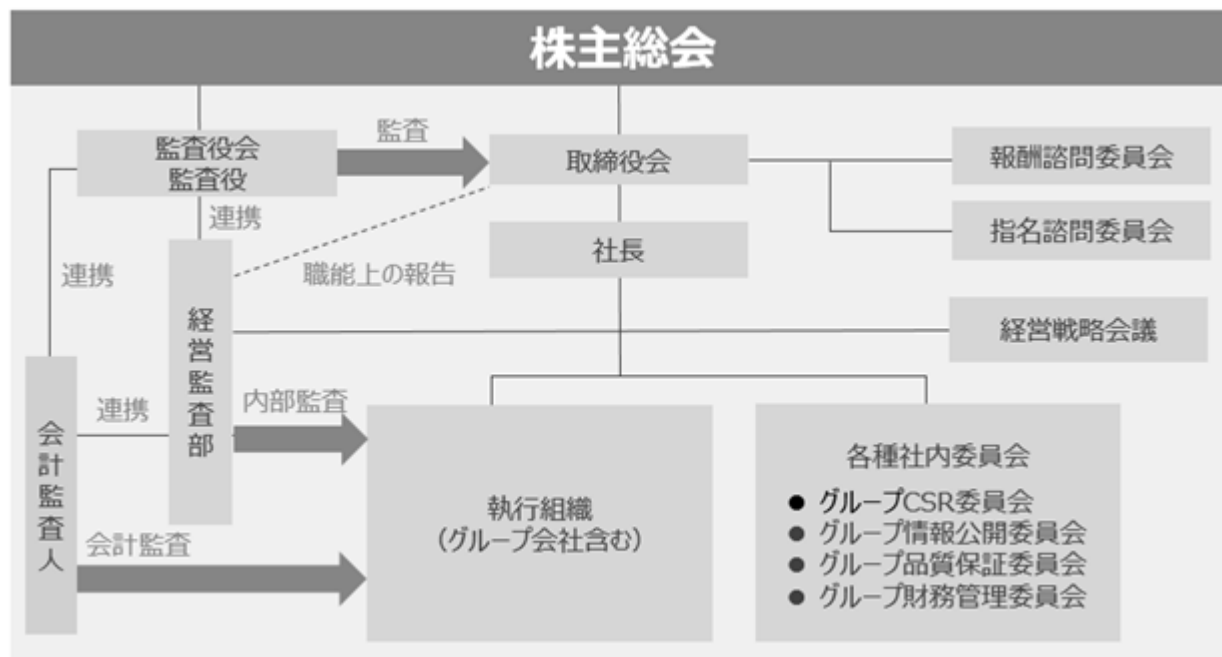 株主総会
監査役会
監査役
監査
取締役会
報酬諮問委員会
指名諮問委員会
連携
社長
連携
職能上の報告
経営監査部
経営戦略会議
会計監査人
連携
内部監査
会計監査
執行組織
（グループ会社含む）
各種社内委員会
● グループCSR委員会
● グループ情報公開委員会
● グループ品質保証委員会
● グループ財務管理委員会